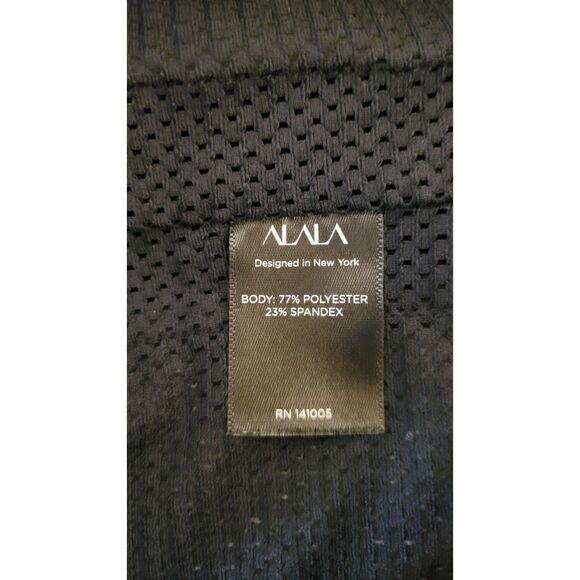 ALALA
Designed in New York
BODY: 77% POLYESTER
23% SPANDEX
RN 141005